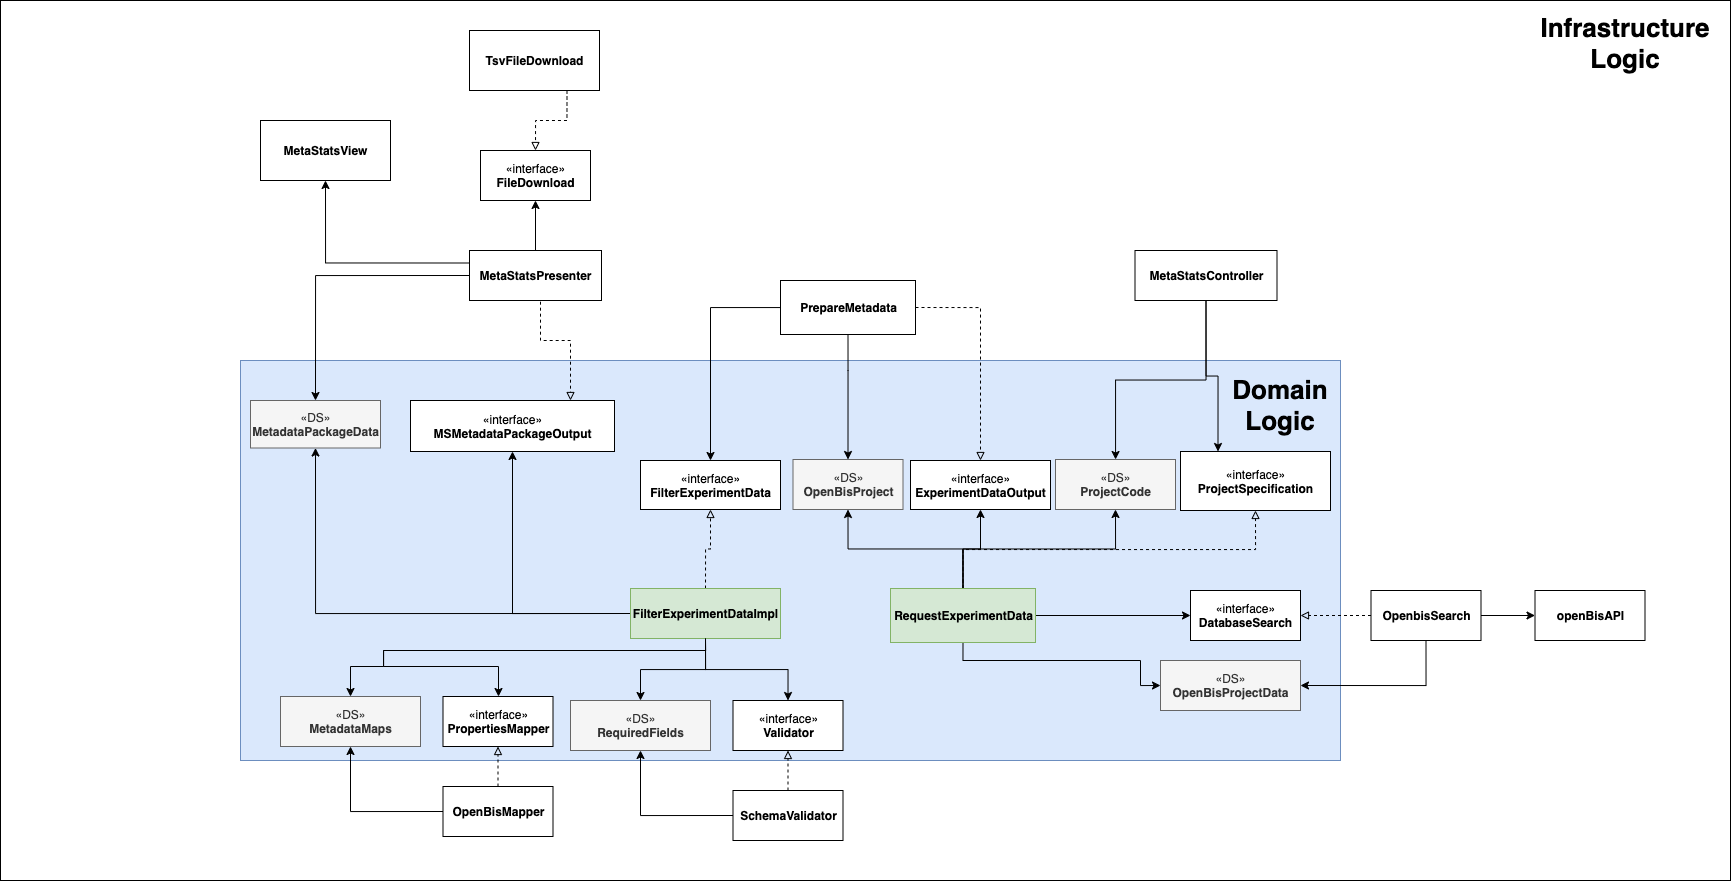 Infrastructure
Logic
TsvFileDownload
MetaStatsView
«interface»
FileDownload
MetaStatsPresenter
MetaStatsController
PrepareMetadata
Domain
Logic
«DS»
MetadataPackageData
«interface»
MSMetadataPackageOutput
«interface»
FilterExperimentData
«DS»
OpenBisProject
«interface»
ExperimentDataOutput
«DS»
ProjectCode
«interface»
ProjectSpecification
FilterExperimentDataImpl
RequestExperimentData
«interface»
DatabaseSearch
OpenbisSearch
openBisAPI
«DS»
OpenBisProjectData
«DS»
MetadataMaps
«interface»
PropertiesMapper
«DS»
RequiredFields
«interface»
Validator
OpenBisMapper
SchemaValidator